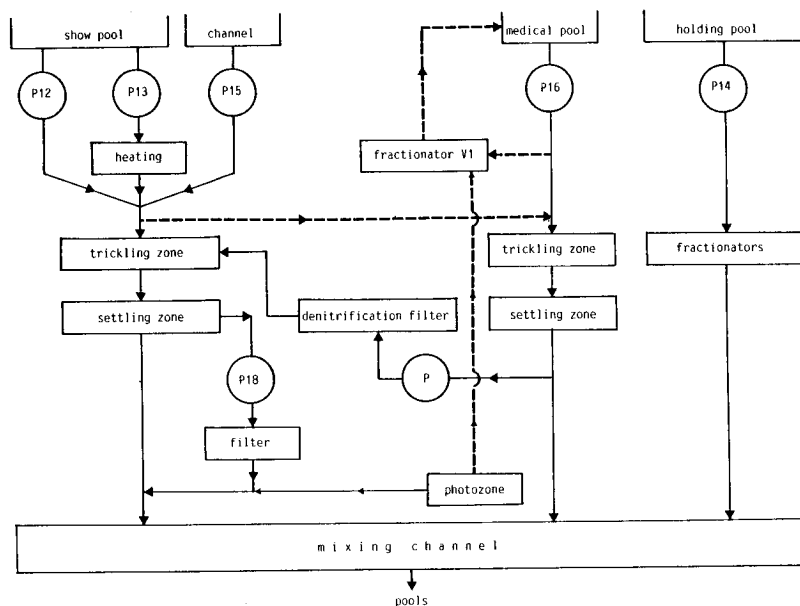 show pool
channel
medical pool
holding pool
P12
P13
P15
P16
P14
heating
fractionator V1
trickling zone
trickling zone
fractionators
settling zone
denitrification filter
settling zone
P18
P
filter
photozone
mixing channel
pools